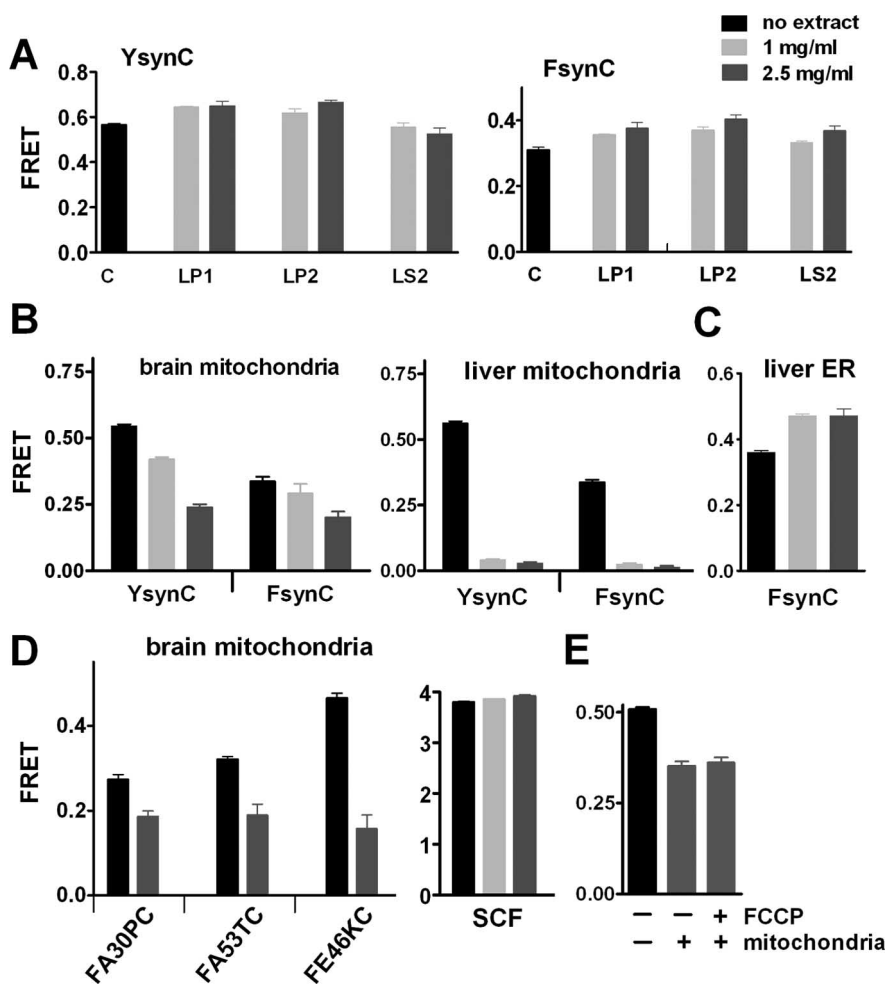 no extract
1 mg/ml
2.5 mg/ml
A
YsynC
FRET
0.8
0.6
0.4
0.2
0.0
C LP1 LP2 LS2
FsynC
0.4
0.2
0.0
C LP1 LP2 LS2
B
brain mitochondria
FRET
0.75
0.50
0.25
0.00
YsynC FsynC
liver mitochondria
0.75
0.50
0.25
0.00
YsynC FsynC
C
liver ER
0.6
0.4
0.2
0.0
FsynC
D
brain mitochondria
FRET
0.4
0.2
0.0
FA30PC FA53TC FE46KC
4
3
2
1
0
SCF
E
0.50
0.25
0.00
− − + FCCP
− + + mitochondria